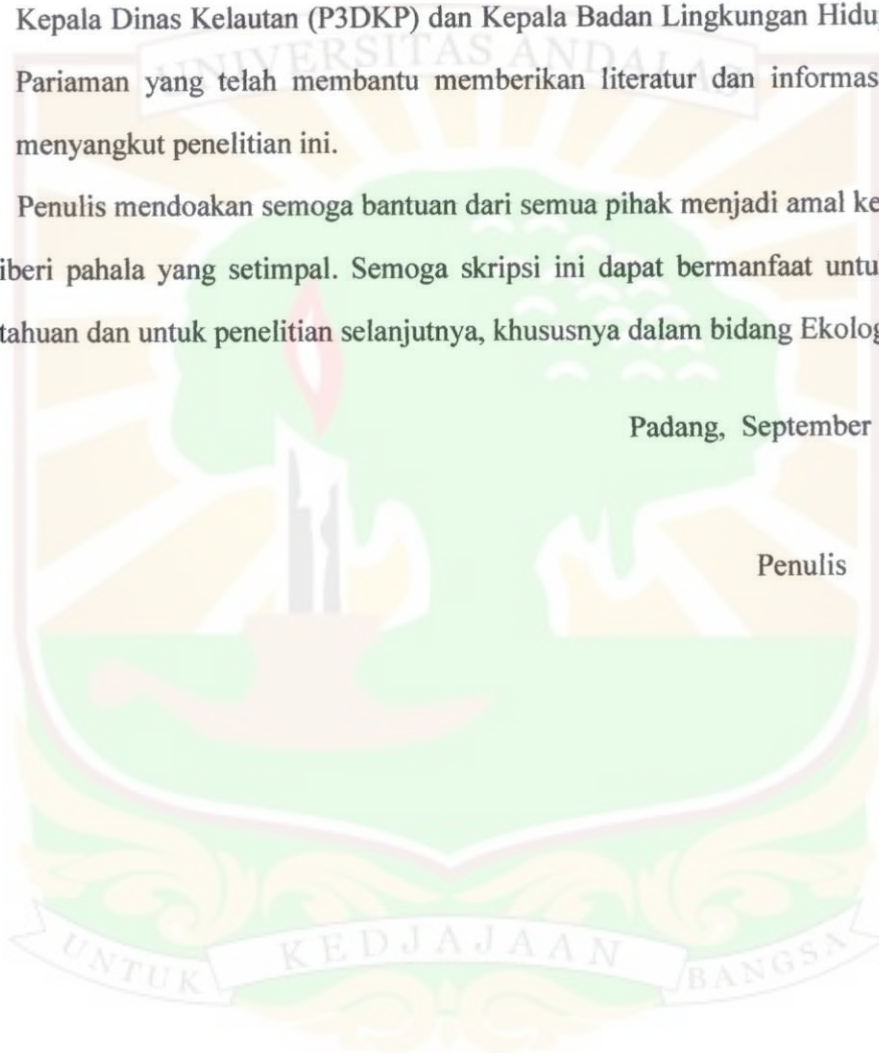 Kepala Dinas Kelautan (P3DKP) dan Kepala Badan Lingkungan Hidu
UNIVERSITAS ANDALAS
Pariaman yang telah membantu memberikan literatur dan informas
menyangkut penelitian ini.
Penulis mendoakan semoga bantuan dari semua pihak menjadi amal ke
iberi pahala yang setimpal. Semoga skripsi ini dapat bermanfaat untu
tahuan dan untuk penelitian selanjutnya, khususnya dalam bidang Ekolog
Padang, September
Penulis
UNTUK KEDJAJAAN BANGSA